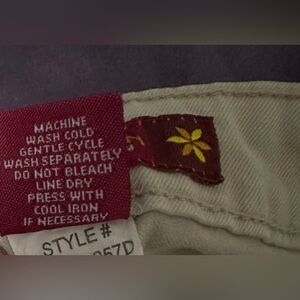 MACHINE
WASH COLD
GENTLE CYCLE
WASH SEPARATELY
DO NOT BLEACH
LINE DRY
PRESS WITH
COOL IRON
IF NECESSARY
STYLE #